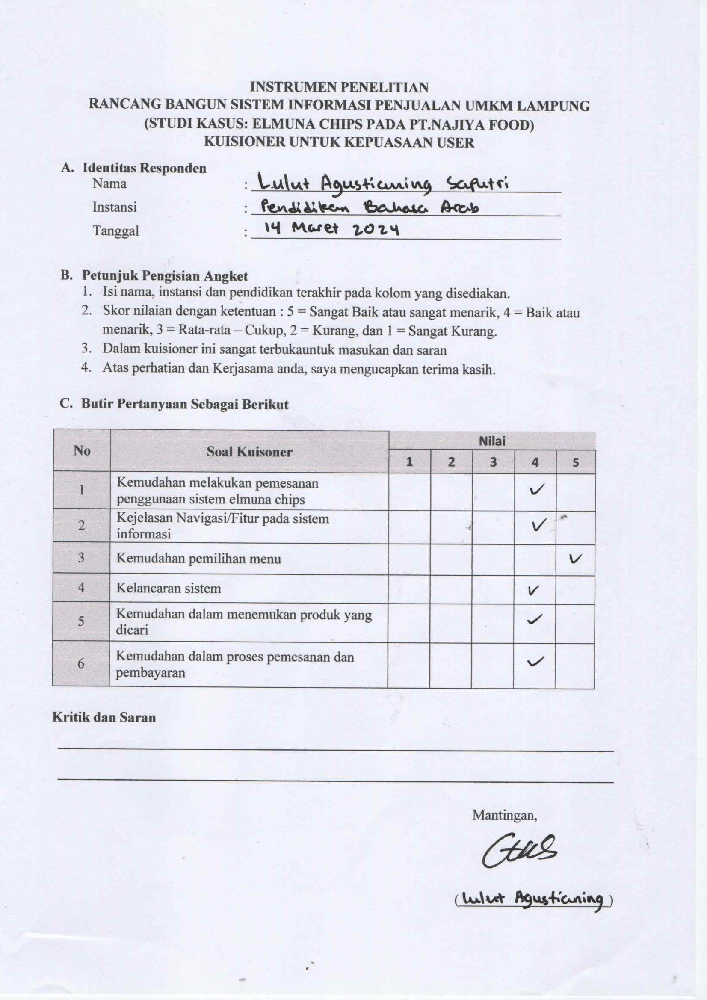 INSTRUMEN PENELITIAN
RANCANG BANGUN SISTEM INFORMASI PENJUALAN UMKM LAMPUNG
(STUDI KASUS: ELMUNA CHIPS PADA PT.NAJIYA FOOD)
KUISIONER UNTUK KEPUASAAN USER
A. Identitas Responden
Nama : Lulut Agustianing Saputri
Instansi : Pendidikan Bahasa Arab
Tanggal : 14 Maret 2024
B. Petunjuk Pengisian Angket
1. Isi nama, instansi dan pendidikan terakhir pada kolom yang disediakan.
2. Skor nilaian dengan ketentuan : 5 = Sangat Baik atau sangat menarik, 4 = Baik atau
menarik, 3 = Rata-rata – Cukup, 2 = Kurang, dan 1 = Sangat Kurang.
3. Dalam kuisioner ini sangat terbukauntuk masukan dan saran
4. Atas perhatian dan Kerjasama anda, saya mengucapkan terima kasih.
C. Butir Pertanyaan Sebagai Berikut
No Soal Kuisoner Nilai
1 2 3 4 5
1 Kemudahan melakukan pemesanan
penggunaan sistem elmuna chips ✓
2 Kejelasan Navigasi/Fitur pada sistem
informasi ✓
3 Kemudahan pemilihan menu ✓
4 Kelancaran sistem ✓
5 Kemudahan dalam menemukan produk yang
dicari ✓
6 Kemudahan dalam proses pemesanan dan
pembayaran ✓
Kritik dan Saran
Mantingan,
(Lulut Agustianing)